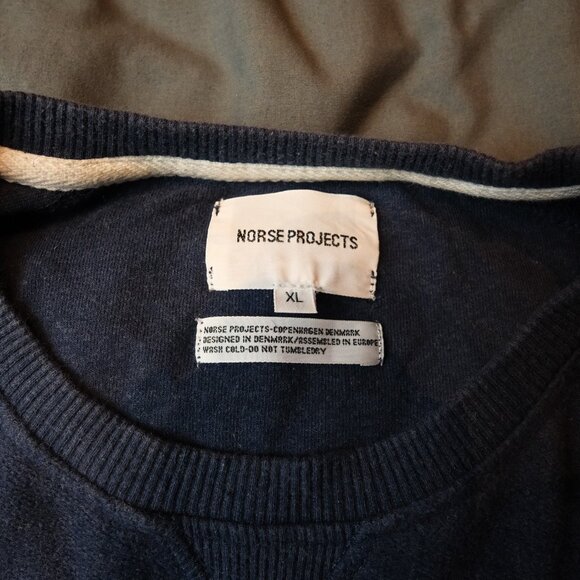 NORSE PROJECTS
XL
NORSE PROJECTS-COPENHAGEN DENMARK
DESIGNED IN DENMARK/ASSEMBLED IN EUROPE
WASH COLD-DO NOT TUMBLEDRY